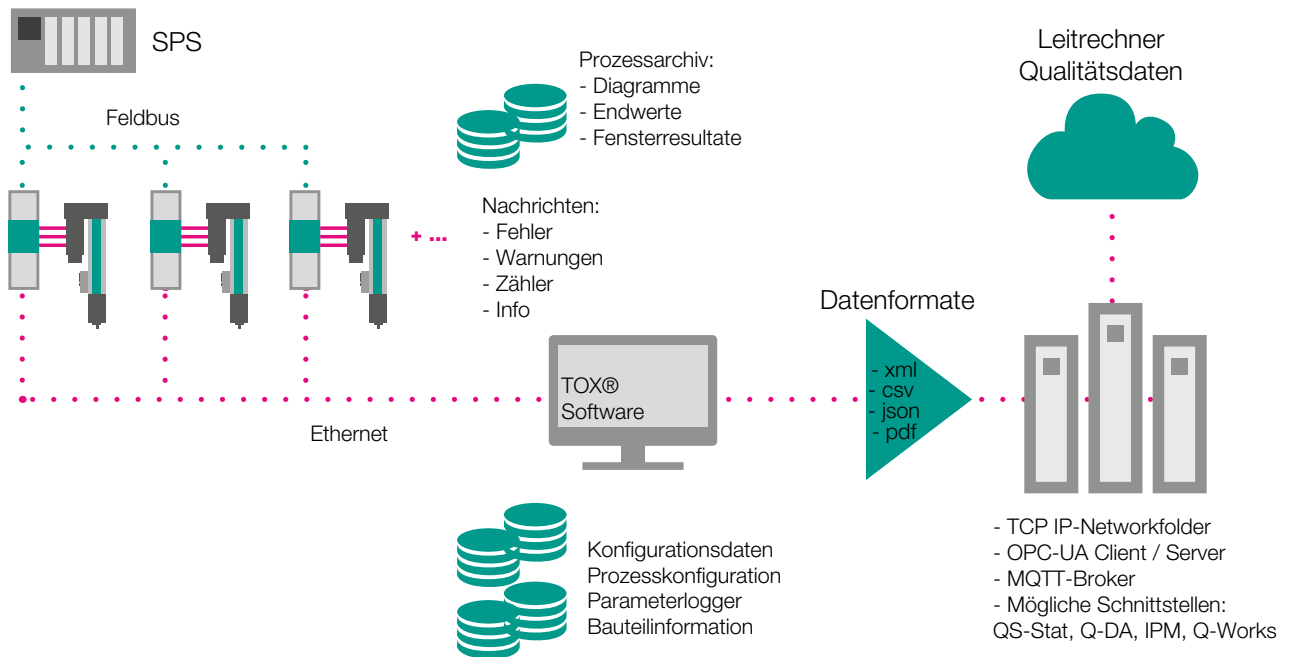 SPS
Feldbus
Prozessarchiv:
- Diagramme
- Endwerte
- Fensterresultate
Leitrechner
Qualitätsdaten
Nachrichten:
- Fehler
- Warnungen
- Zähler
- Info
+ ...
Datenformate
- xml
- csv
- json
- pdf
TOX®
Software
Ethernet
Konfigurationsdaten
Prozesskonfiguration
Parameterlogger
Bauteilinformation
- TCP IP-Networkfolder
- OPC-UA Client / Server
- MQTT-Broker
- Mögliche Schnittstellen:
QS-Stat, Q-DA, IPM, Q-Works